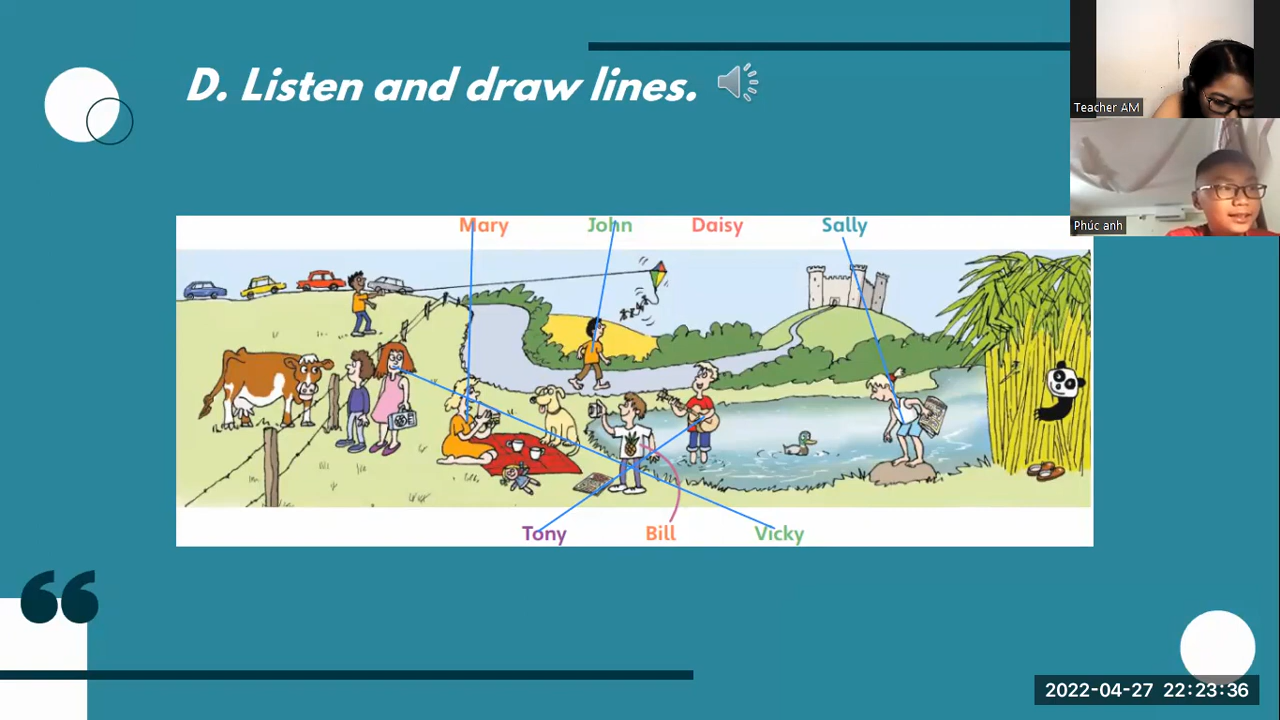 D. Listen and draw lines.
Teacher AM
Phúc anh
Mary John Daisy Sally
Tony Bill Vicky
2022-04-27 22:23:36